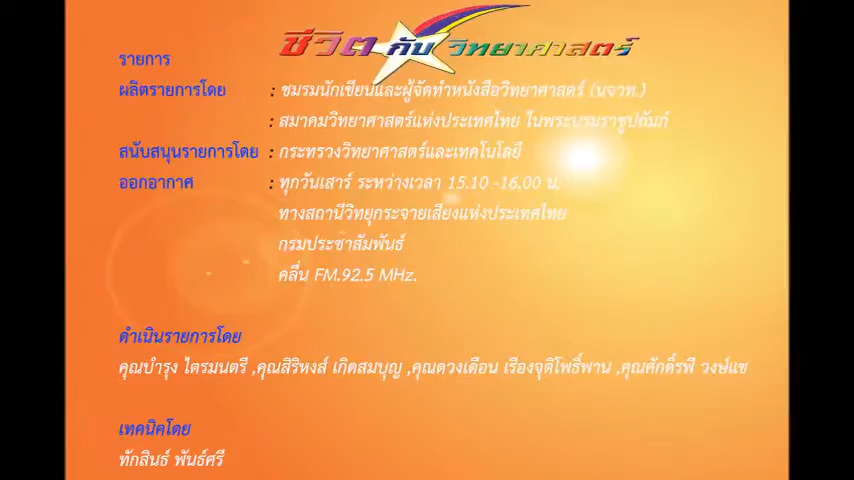 ชีวิต กับ วิทยาศาสตร์
รายการ
ผลิตรายการโดย : ชมรมนักเขียนและผู้จัดทำหนังสือวิทยาศาสตร์ (นจวท.)
: สมาคมวิทยาศาสตร์แห่งประเทศไทย ในพระบรมราชูปถัมภ์
สนับสนุนรายการโดย : กระทรวงวิทยาศาสตร์และเทคโนโลยี
ออกอากาศ : ทุกวันเสาร์ ระหว่างเวลา 15.10 -16.00 น.
ทางสถานีวิทยุกระจายเสียงแห่งประเทศไทย
กรมประชาสัมพันธ์
คลื่น FM.92.5 MHz.
ดำเนินรายการโดย
คุณบำรุง ไตรมนตรี ,คุณสิริหงส์ เกิดสมบุญ ,คุณดวงเดือน เรืองจุติโพธิ์พาน ,คุณศักดิ์รพี วงษ์แข
เทคนิคโดย
ทักสินธ์ พันธ์ศรี